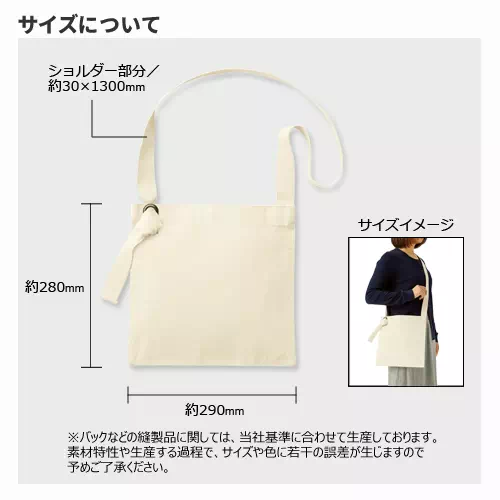 サイズについて
ショルダー部分／
約30×1300mm
サイズイメージ
約280mm
約290mm
※バックなどの縫製品に関しては、当社基準に合わせて生産しております。
素材特性や生産する過程で、サイズや色に若干の誤差が生じますので
予めご了承ください。